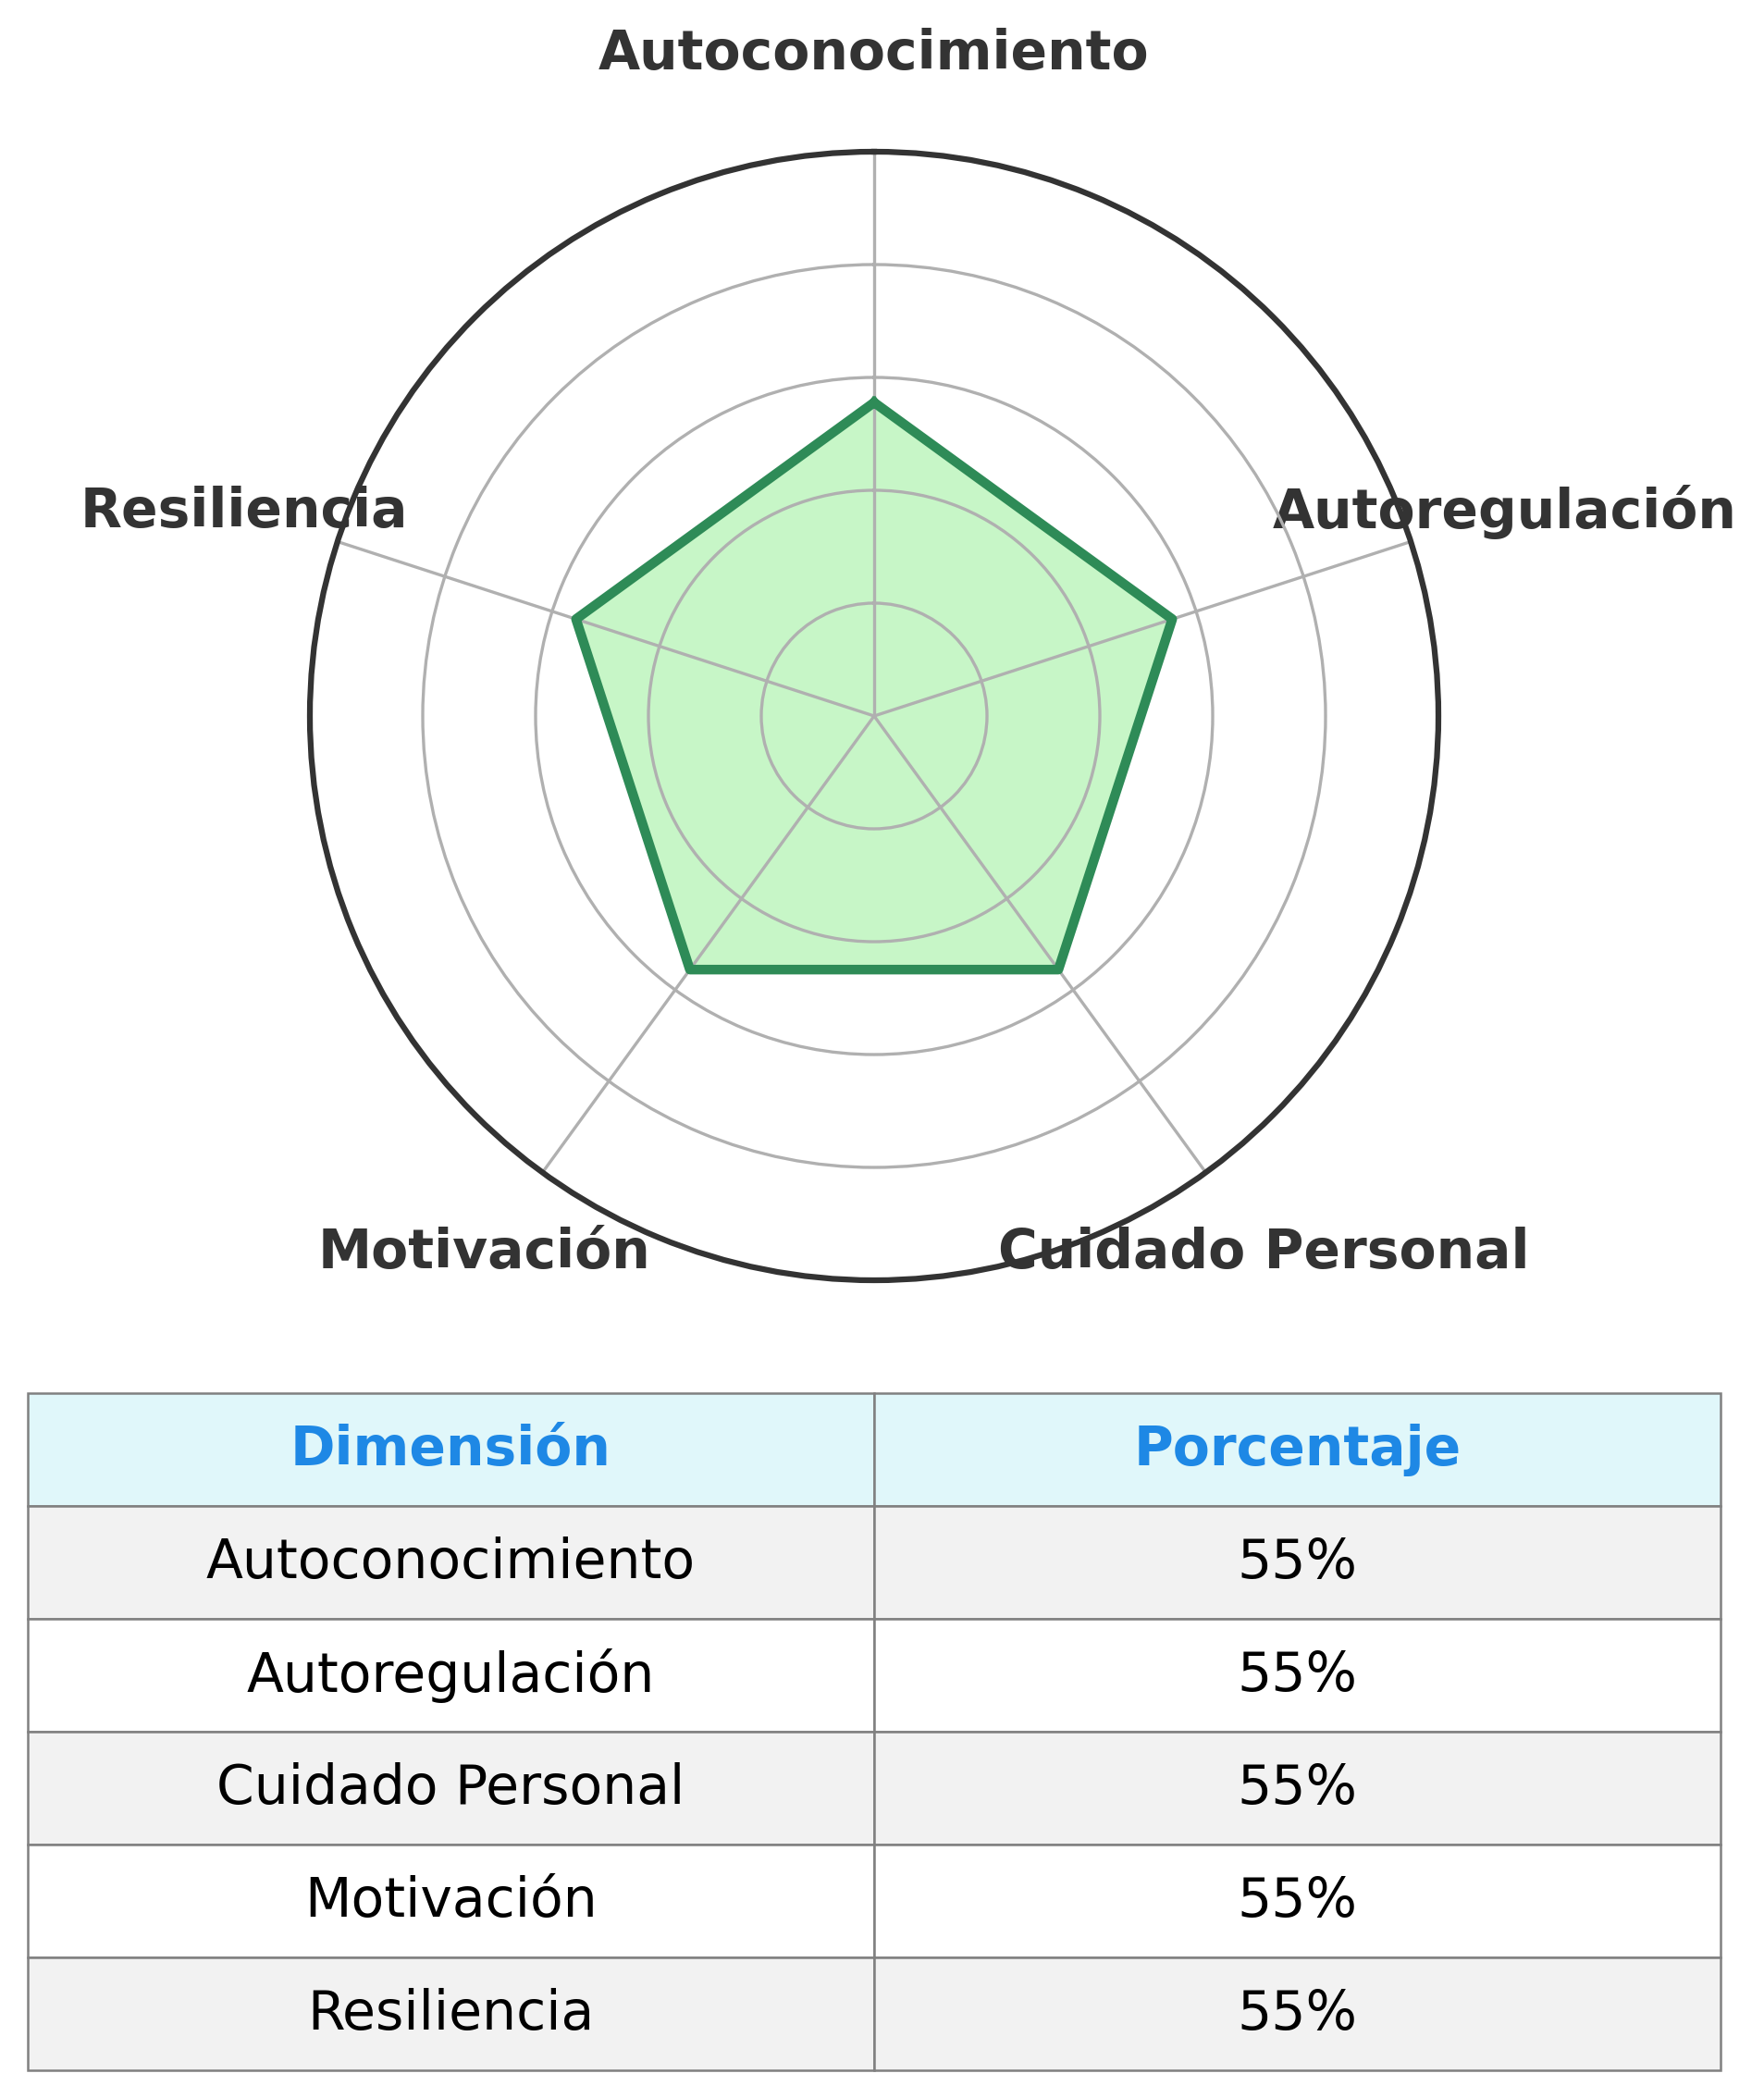 Autoconocimiento
Resiliencia
Autoregulación
Motivación
Cuidado Personal
Dimensión Porcentaje
Autoconocimiento 55%
Autoregulación 55%
Cuidado Personal 55%
Motivación 55%
Resiliencia 55%